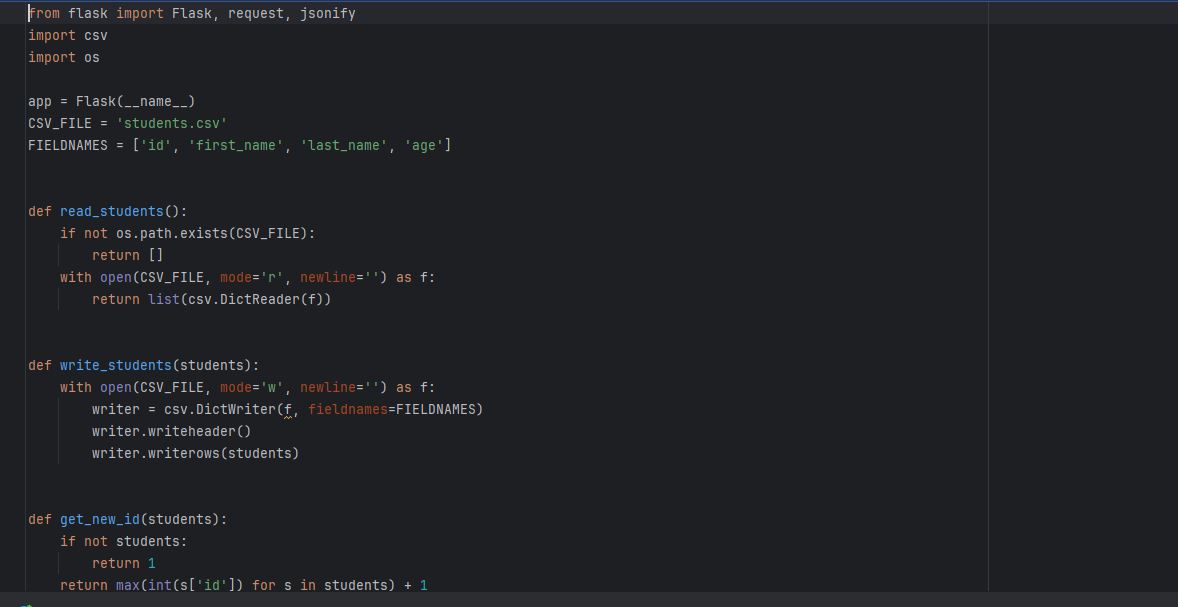 from flask import Flask, request, jsonify
import csv
import os

app = Flask(__name__)
CSV_FILE = 'students.csv'
FIELDNAMES = ['id', 'first_name', 'last_name', 'age']


def read_students():
    if not os.path.exists(CSV_FILE):
        return []
    with open(CSV_FILE, mode='r', newline='') as f:
        return list(csv.DictReader(f))


def write_students(students):
    with open(CSV_FILE, mode='w', newline='') as f:
        writer = csv.DictWriter(f, fieldnames=FIELDNAMES)
        writer.writeheader()
        writer.writerows(students)


def get_new_id(students):
    if not students:
        return 1
    return max(int(s['id']) for s in students) + 1